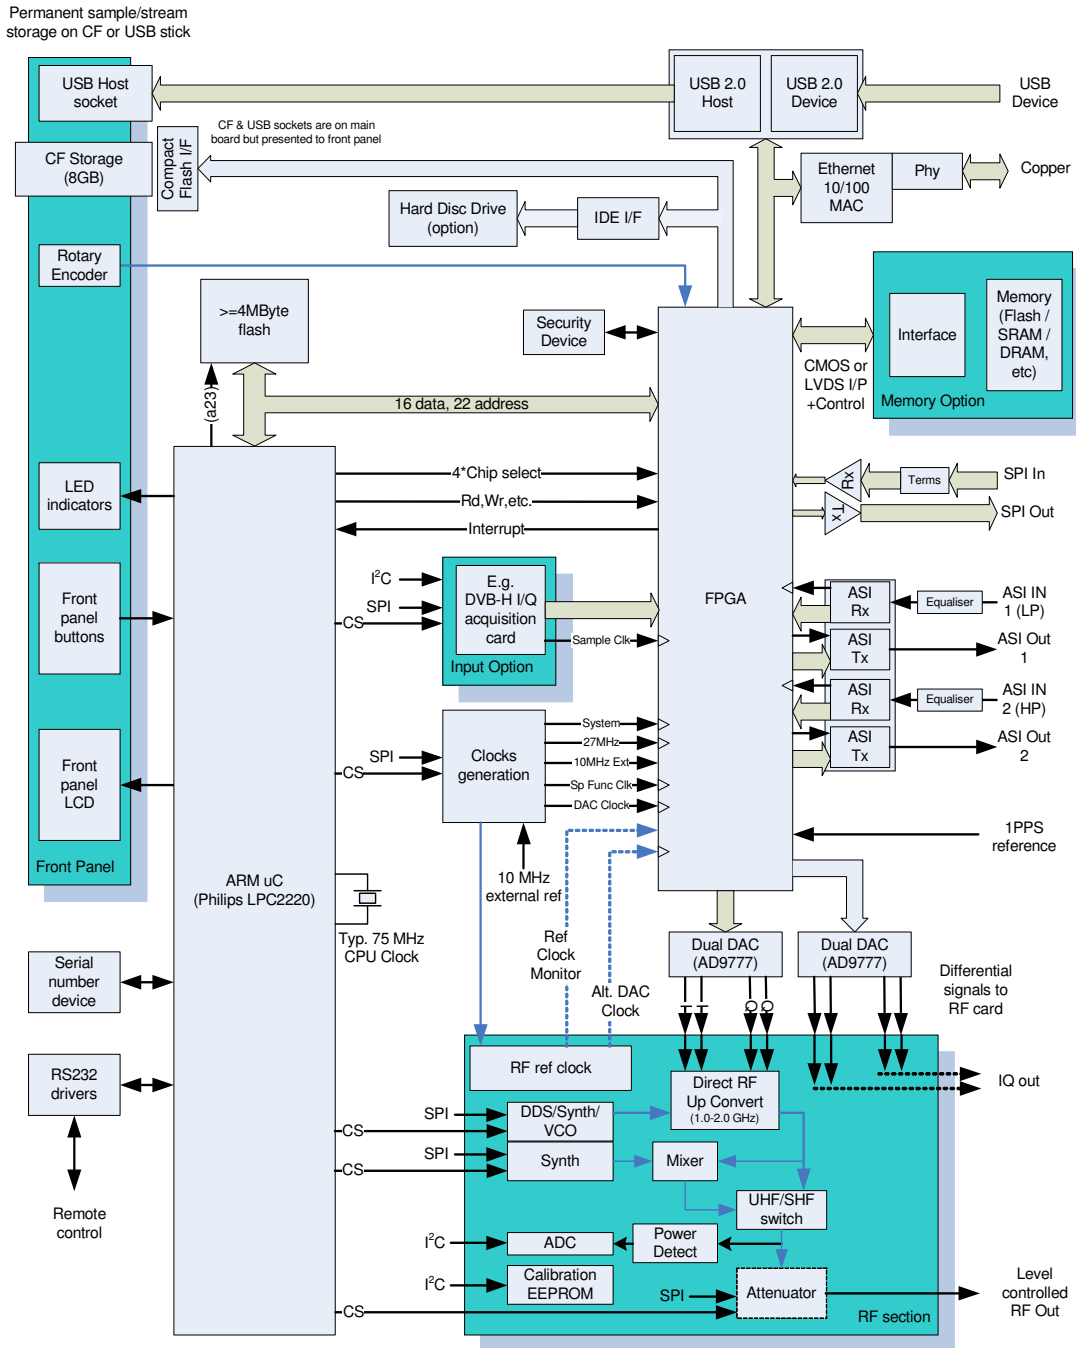 Permanent sample/stream
storage on CF or USB stick
USB Host
socket
USB 2.0
Host
USB 2.0
Device
USB
Device
CF & USB sockets are on main
board but presented to front panel
CF Storage
(8GB)
Compact
Flash I/F
Ethernet
10/100
MAC
Phy
Copper
Hard Disc Drive
(option)
IDE I/F
Rotary
Encoder
>=4MByte
flash
Security
Device
Interface
Memory
(Flash /
SRAM /
DRAM,
etc)
Memory Option
CMOS or
LVDS I/P
+Control
(a23)
16 data, 22 address
LED
indicators
4*Chip select
Rd,Wr,etc.
Interrupt
Rx
Terms
SPI In
Tx
SPI Out
Front
panel
buttons
I²C
SPI
CS
E.g.
DVB-H I/Q
acquisition
card
Sample Clk
Input Option
FPGA
ASI
Rx
Equaliser
ASI IN
1 (LP)
ASI
Tx
ASI Out
1
ASI
Rx
Equaliser
ASI IN
2 (HP)
ASI
Tx
ASI Out
2
Front
panel
LCD
Front Panel
SPI
CS
Clocks
generation
System
27MHz
10MHz Ext
Sp Func Clk
DAC Clock
10 MHz
external ref
1PPS
reference
ARM uC
(Philips LPC2220)
Typ. 75 MHz
CPU Clock
Ref
Clock
Monitor
Alt. DAC
Clock
Dual DAC
(AD9777)
Dual DAC
(AD9777)
I
I
Q
Q
Differential
signals to
RF card
Serial
number
device
RS232
drivers
Remote
control
RF ref clock
Direct RF
Up Convert
(1.0-2.0 GHz)
IQ out
SPI
CS
DDS/Synth/
VCO
SPI
CS
Synth
Mixer
UHF/SHF
switch
I²C
ADC
Power
Detect
I²C
Calibration
EEPROM
SPI
CS
Attenuator
RF section
Level
controlled
RF Out